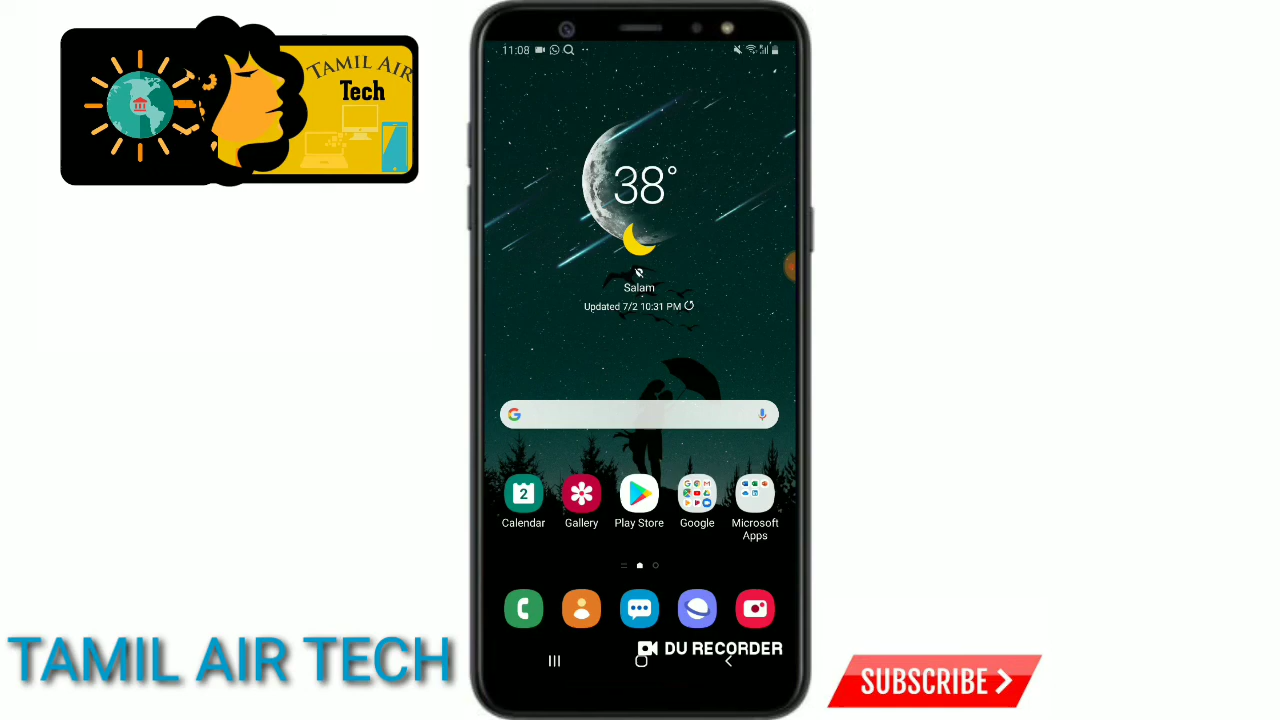 TAMIL AIR
Tech
11:08
38°
Salam
Updated 7/2 10:31 PM
2
Calendar
Gallery
Play Store
Google
Microsoft
Apps
DU RECORDER
TAMIL AIR TECH
SUBSCRIBE